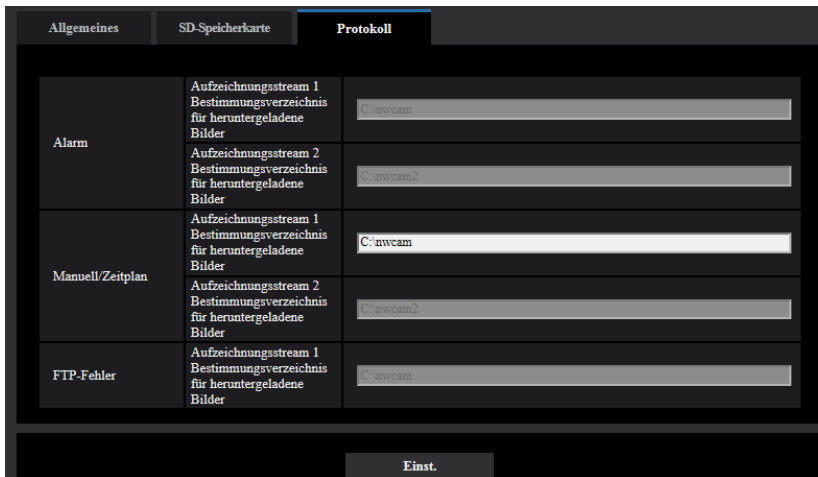 Allgemeines
SD-Speicherkarte
Protokoll
Alarm
Aufzeichnungsstream 1
Bestimmungsverzeichnis
für heruntergeladene
Bilder
C:\nwcam
Aufzeichnungsstream 2
Bestimmungsverzeichnis
für heruntergeladene
Bilder
C:\nwcam2
Manuell/Zeitplan
Aufzeichnungsstream 1
Bestimmungsverzeichnis
für heruntergeladene
Bilder
C:\nwcam
Aufzeichnungsstream 2
Bestimmungsverzeichnis
für heruntergeladene
Bilder
C:\nwcam2
FTP-Fehler
Aufzeichnungsstream 1
Bestimmungsverzeichnis
für heruntergeladene
Bilder
C:\nwcam
Einst.